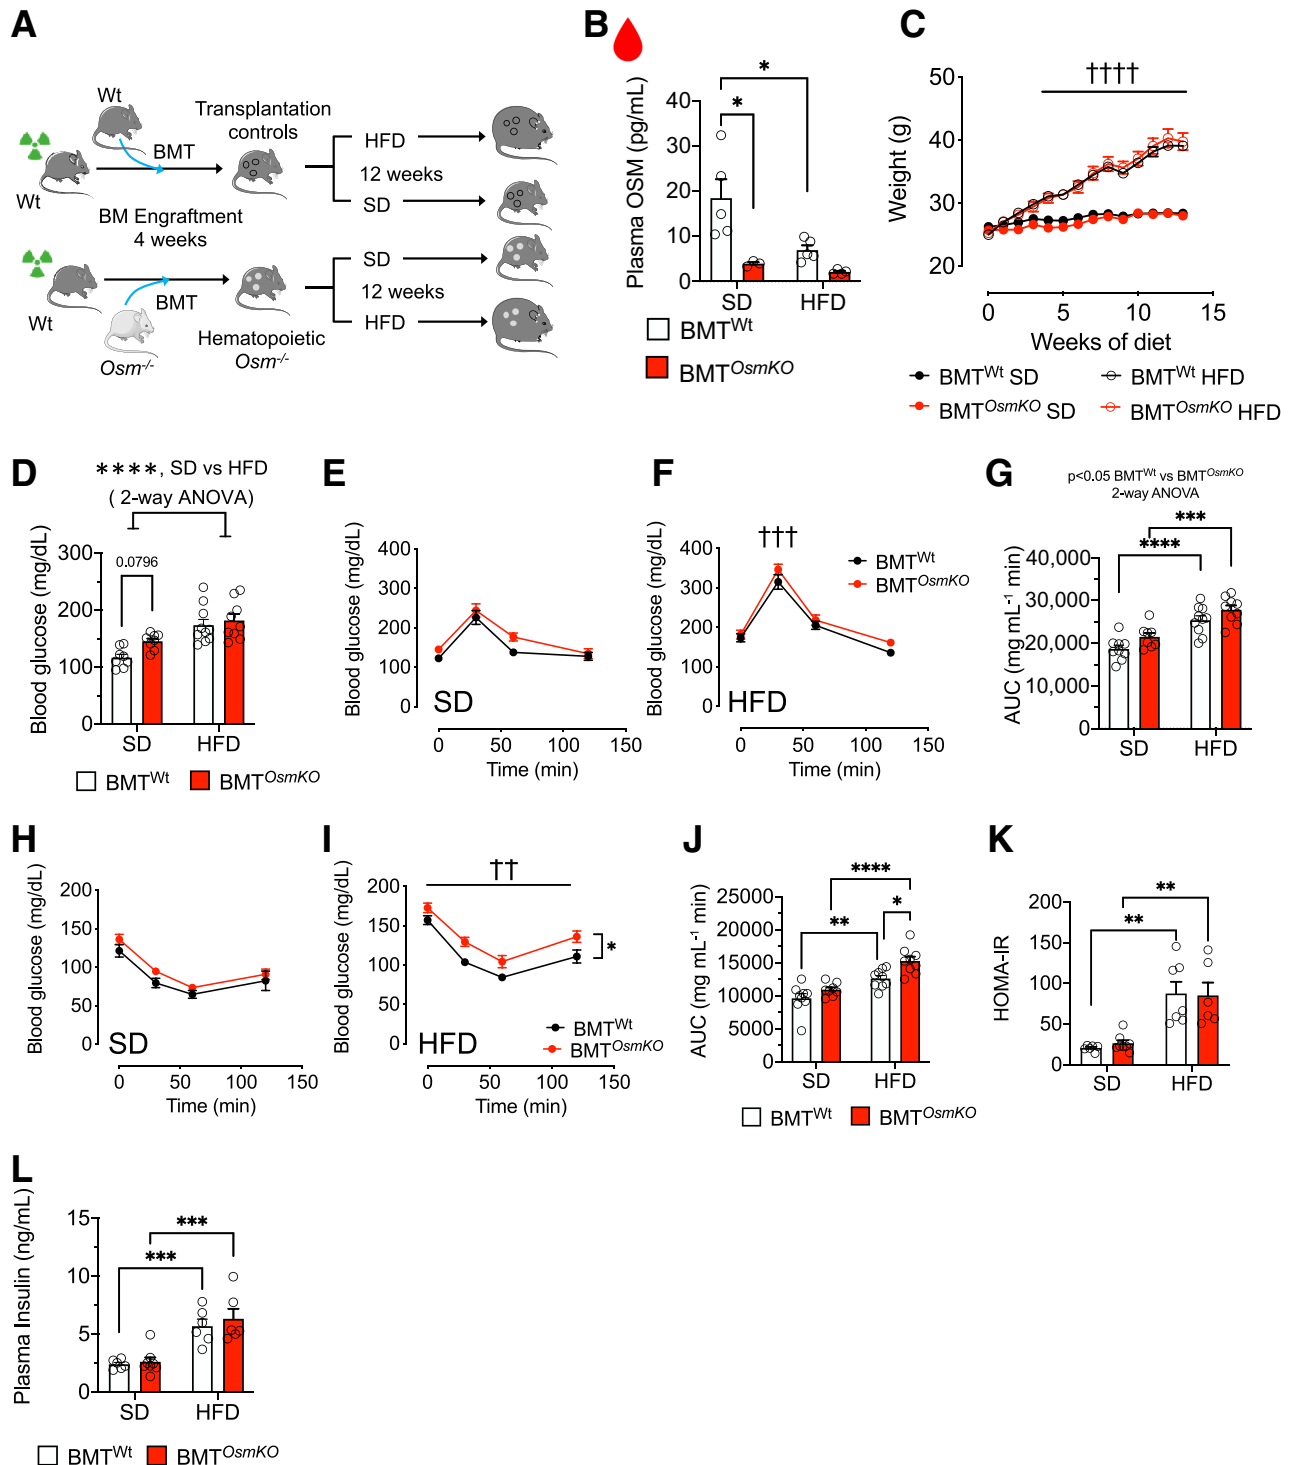 A
Wt
Wt
BMT
Transplantation
controls
BM Engraftment
4 weeks
HFD
12 weeks
SD
Wt
BMT
Osm-/-
Hematopoietic
Osm-/-
SD
12 weeks
HFD
B
Plasma OSM (pg/mL)
40
30
20
10
0
*
*
SD HFD
BMTWt
BMTOsmKO
C
Weight (g)
50
40
30
20
††††
0 5 10 15
Weeks of diet
BMTWt SD
BMTWt HFD
BMTOsmKO SD
BMTOsmKO HFD
D
****, SD vs HFD
( 2-way ANOVA)
Blood glucose (mg/dL)
300
200
100
0
0.0796
SD HFD
BMTWt BMTOsmKO
E
Blood glucose (mg/dL)
400
300
200
100
0
SD
0 50 100 150
Time (min)
F
Blood glucose (mg/dL)
400
300
200
100
0
†††
BMTWt
BMTOsmKO
HFD
0 50 100 150
Time (min)
G
p<0.05 BMTWt vs BMTOsmKO
2-way ANOVA
AUC (mg mL-1 min)
40,000
30,000
20,000
10,000
0
***
****
SD HFD
H
Blood glucose (mg/dL)
200
150
100
50
0
SD
0 50 100 150
Time (min)
I
Blood glucose (mg/dL)
200
150
100
50
0
††
*
BMTWt
BMTOsmKO
HFD
0 50 100 150
Time (min)
J
AUC (mg mL-1 min)
25000
20000
15000
10000
5000
0
****
**
*
SD HFD
BMTWt BMTOsmKO
K
HOMA-IR
200
150
100
50
0
**
**
SD HFD
L
Plasma Insulin (ng/mL)
15
10
5
0
***
***
SD HFD
BMTWt BMTOsmKO